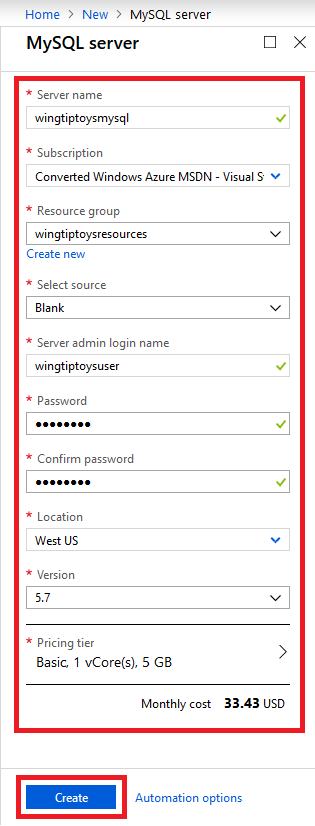 Home > New > MySQL server
MySQL server
* Server name
wingtiptoysmysql
* Subscription
Converted Windows Azure MSDN - Visual S
* Resource group
wingtiptoysresources
Create new
* Select source
Blank
* Server admin login name
wingtiptoysuser
* Password
••••••••
* Confirm password
••••••••
* Location
West US
* Version
5.7
* Pricing tier
Basic, 1 vCore(s), 5 GB
Monthly cost 33.43 USD
Create Automation options